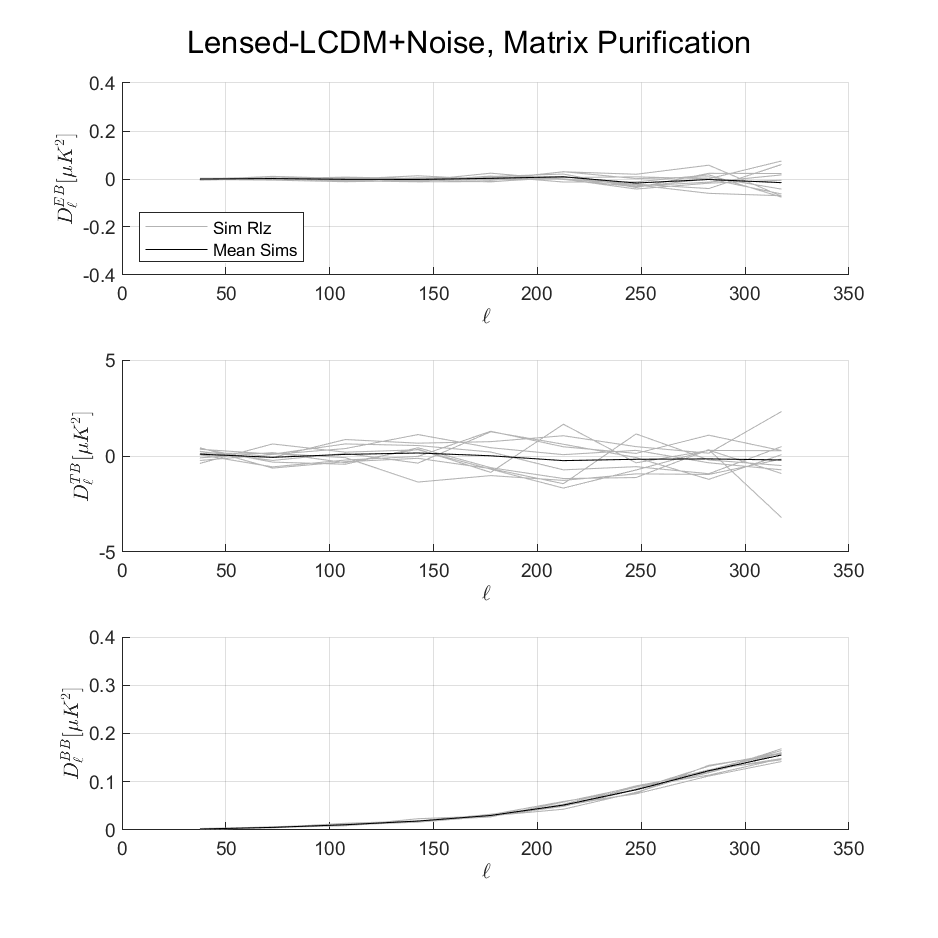 Lensed-LCDM+Noise, Matrix Purification
0.4
0.2
0
-0.2
-0.4
D_ℓ^{EB}[μK^2]
Sim Rlz
Mean Sims
0 50 100 150 200 250 300 350
ℓ
5
0
-5
D_ℓ^{TB}[μK^2]
0 50 100 150 200 250 300 350
ℓ
0.4
0.3
0.2
0.1
0
D_ℓ^{BB}[μK^2]
0 50 100 150 200 250 300 350
ℓ